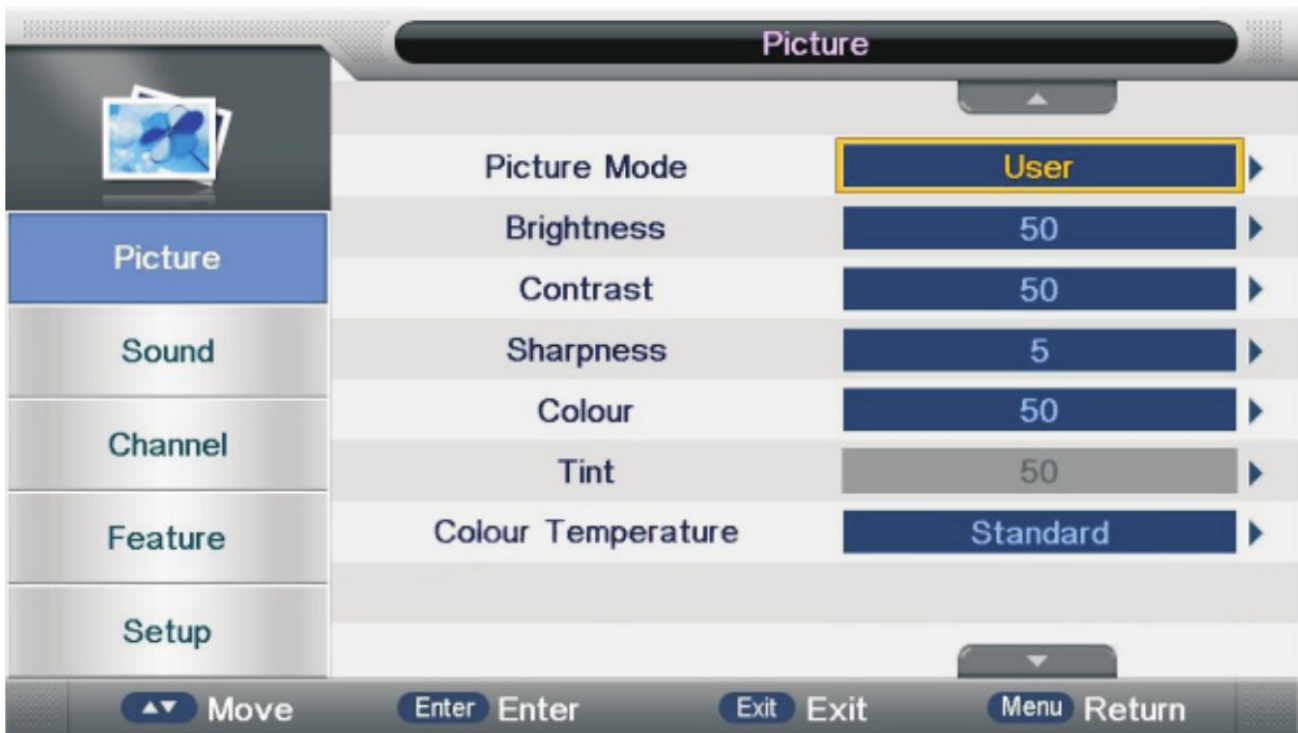 Picture
Picture
Sound
Channel
Feature
Setup
Picture Mode User
Brightness 50
Contrast 50
Sharpness 5
Colour 50
Tint 50
Colour Temperature Standard
▲▼ Move Enter Enter Exit Exit Menu Return